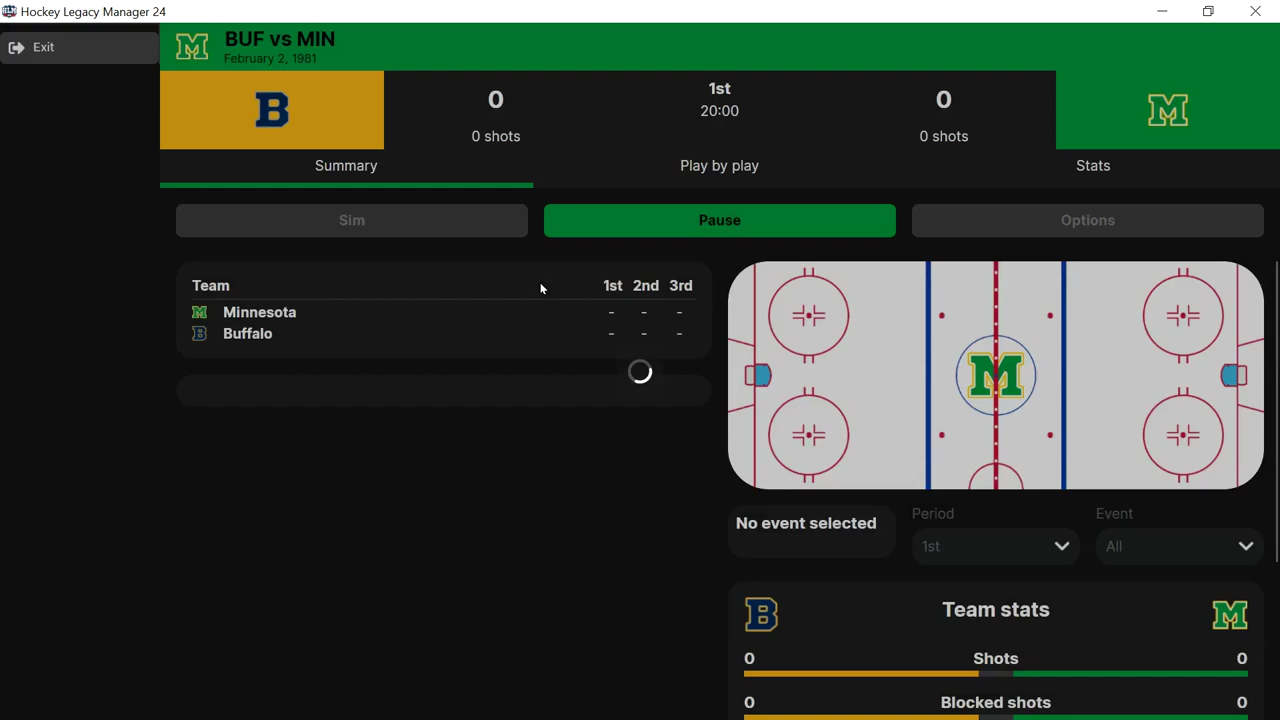 Hockey Legacy Manager 24
Exit
BUF vs MIN
February 2, 1981
B
0
0 shots
1st
20:00
0
0 shots
M
Summary
Play by play
Stats
Sim
Pause
Options
Team 1st 2nd 3rd
Minnesota - - -
Buffalo - - -
M
No event selected
Period
1st
Event
All
B
Team stats
M
0 Shots 0
0 Blocked shots 0